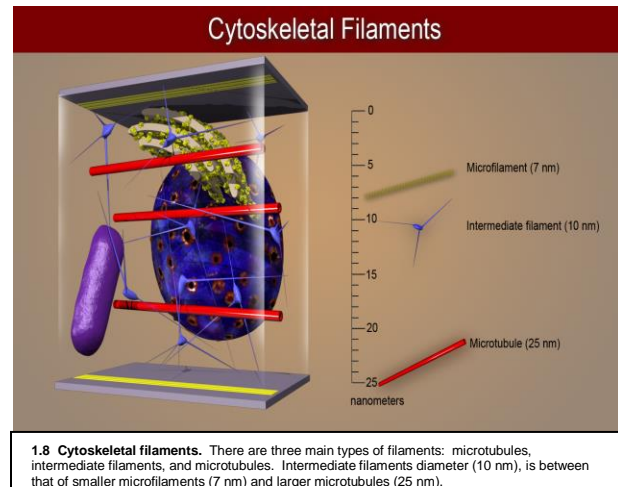 Cytoskeletal Filaments
0
5
Microfilament (7 nm)
10
Intermediate filament (10 nm)
15
20
Microtubule (25 nm)
25
nanometers
1.8 Cytoskeletal filaments. There are three main types of filaments: microtubules,
intermediate filaments, and microtubules. Intermediate filaments diameter (10 nm), is between
that of smaller microfilaments (7 nm) and larger microtubules (25 nm).